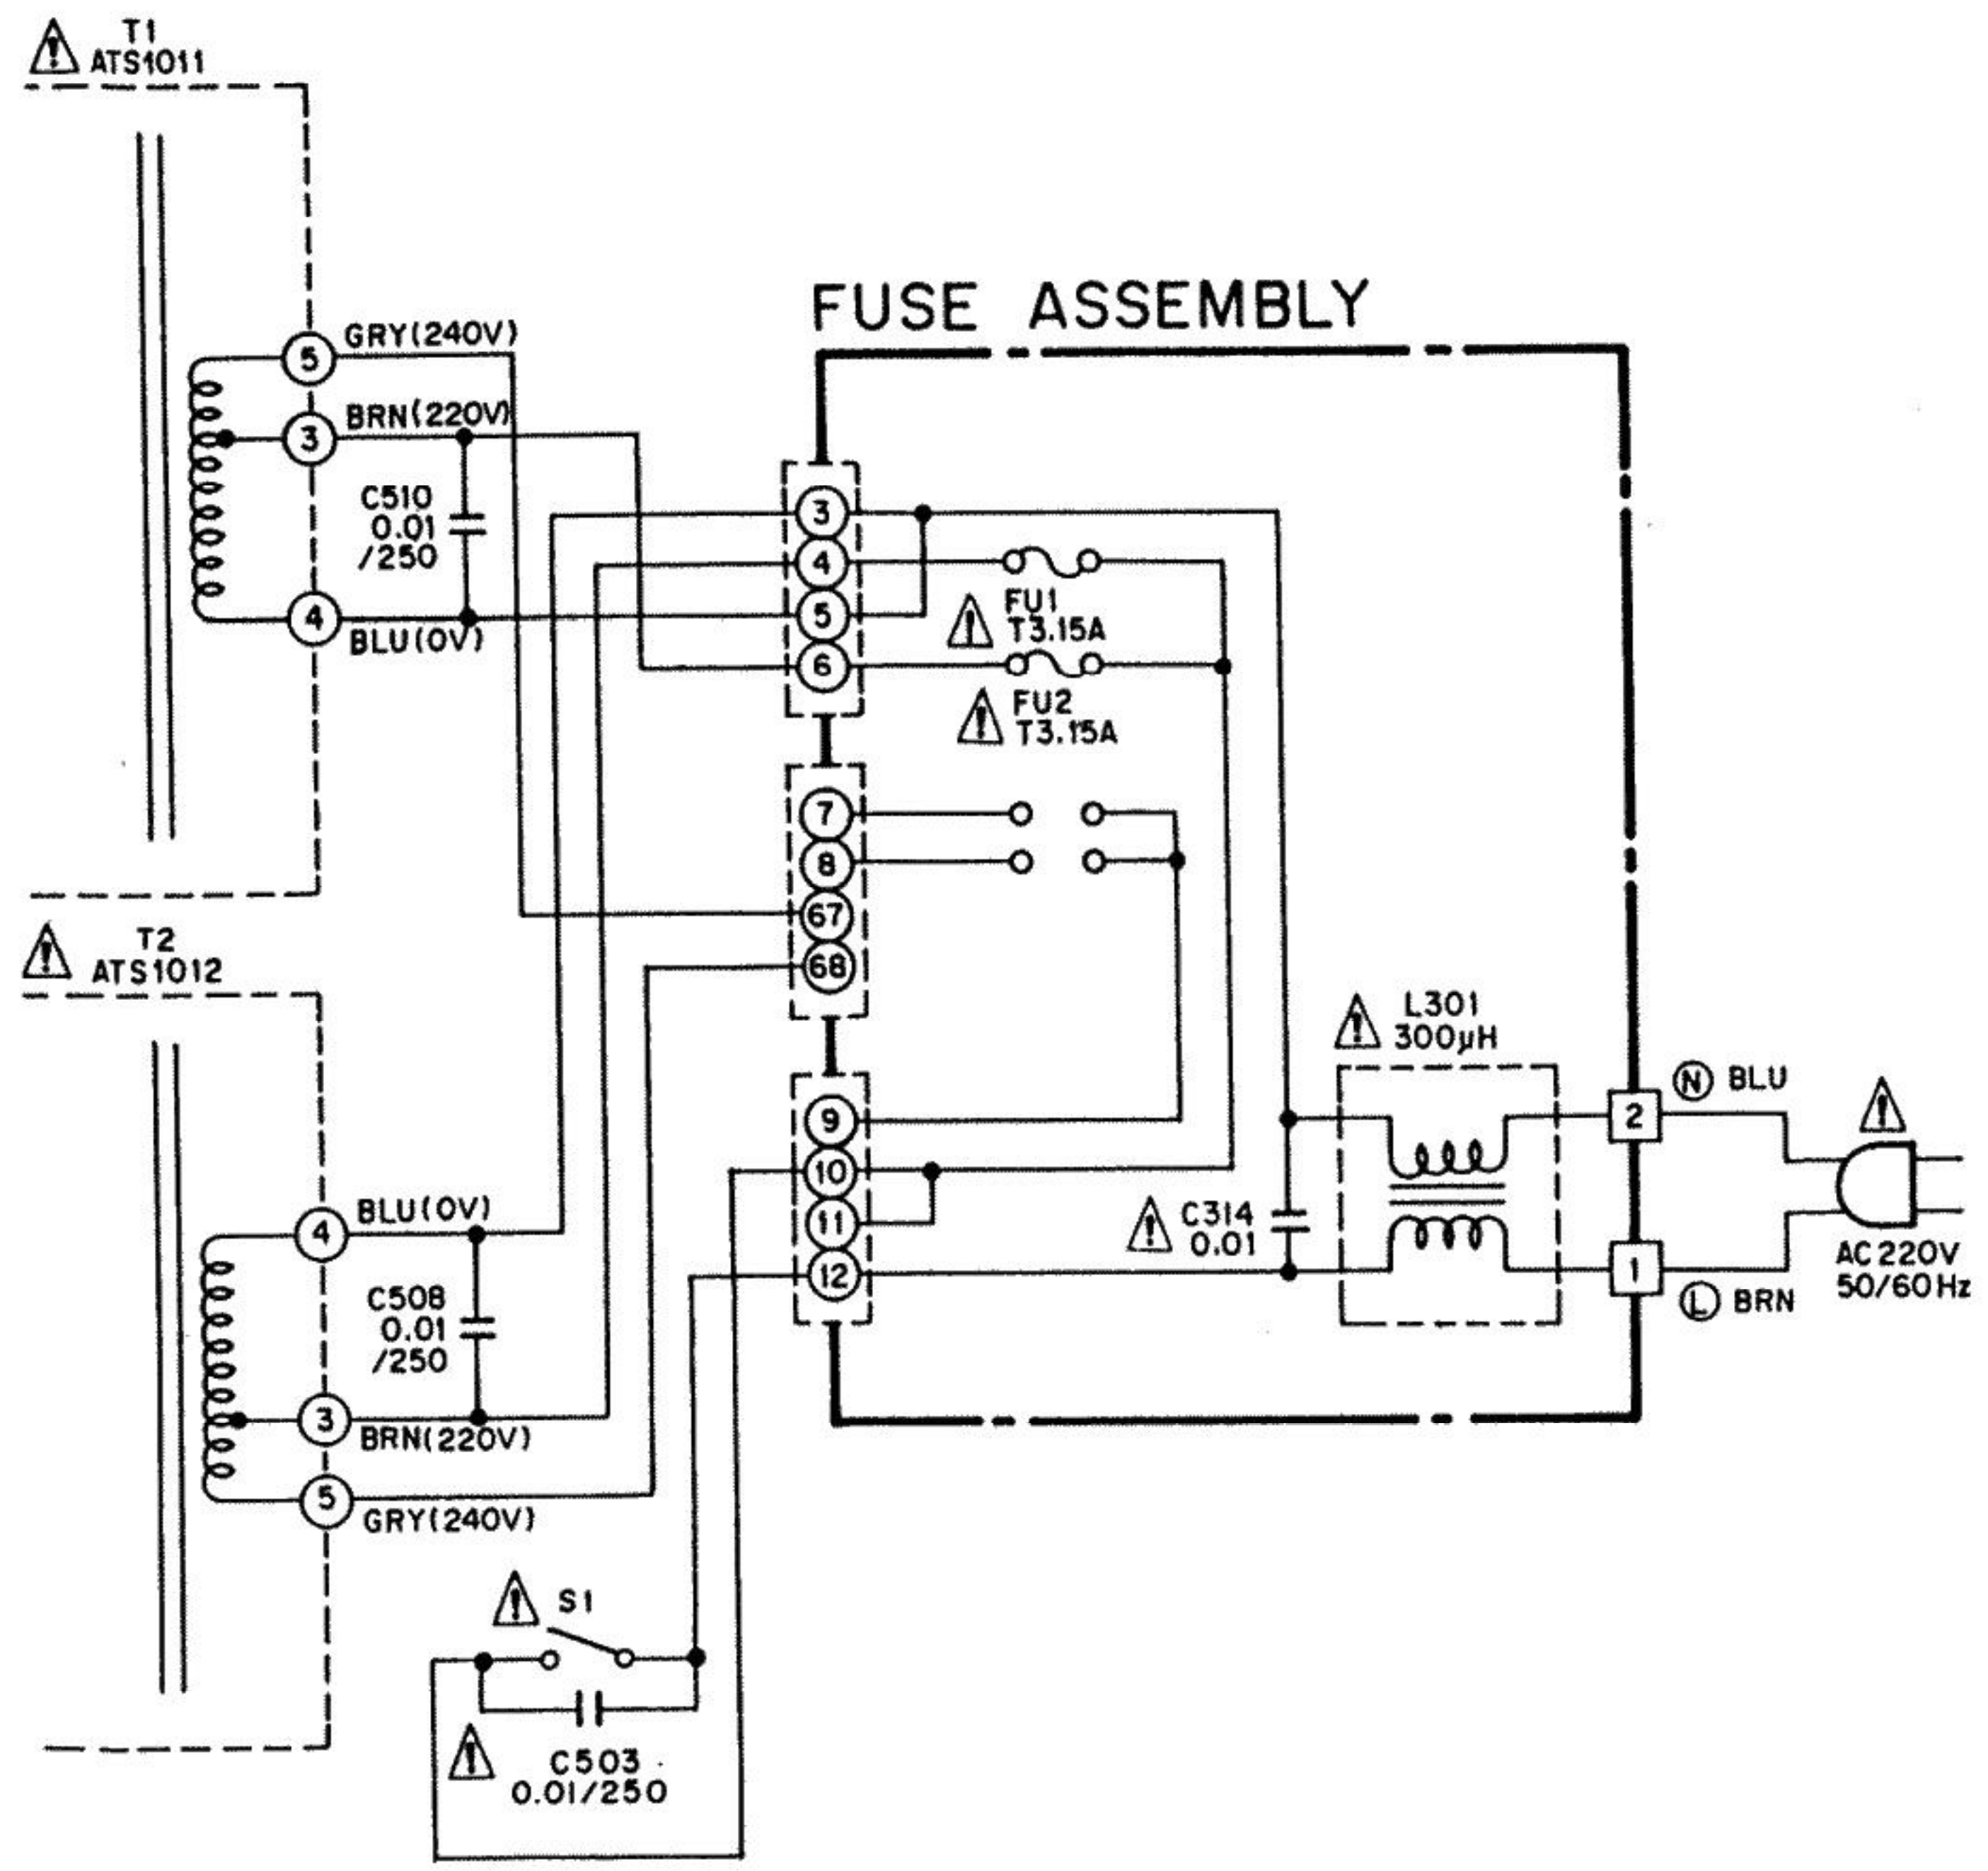 T1
ATS1011
5
GRY(240V)
3
BRN(220V)
C510
0.01
/250
4
BLU(0V)
FUSE ASSEMBLY
3
4
5
6
FU1
T3.15A
FU2
T3.15A
7
8
67
68
T2
ATS1012
9
10
11
12
L301
300μH
C314
0.01
2
N BLU
1
L BRN
AC 220V
50/60Hz
4
BLU(0V)
C508
0.01
/250
3
BRN(220V)
5
GRY(240V)
S1
C503
0.01/250